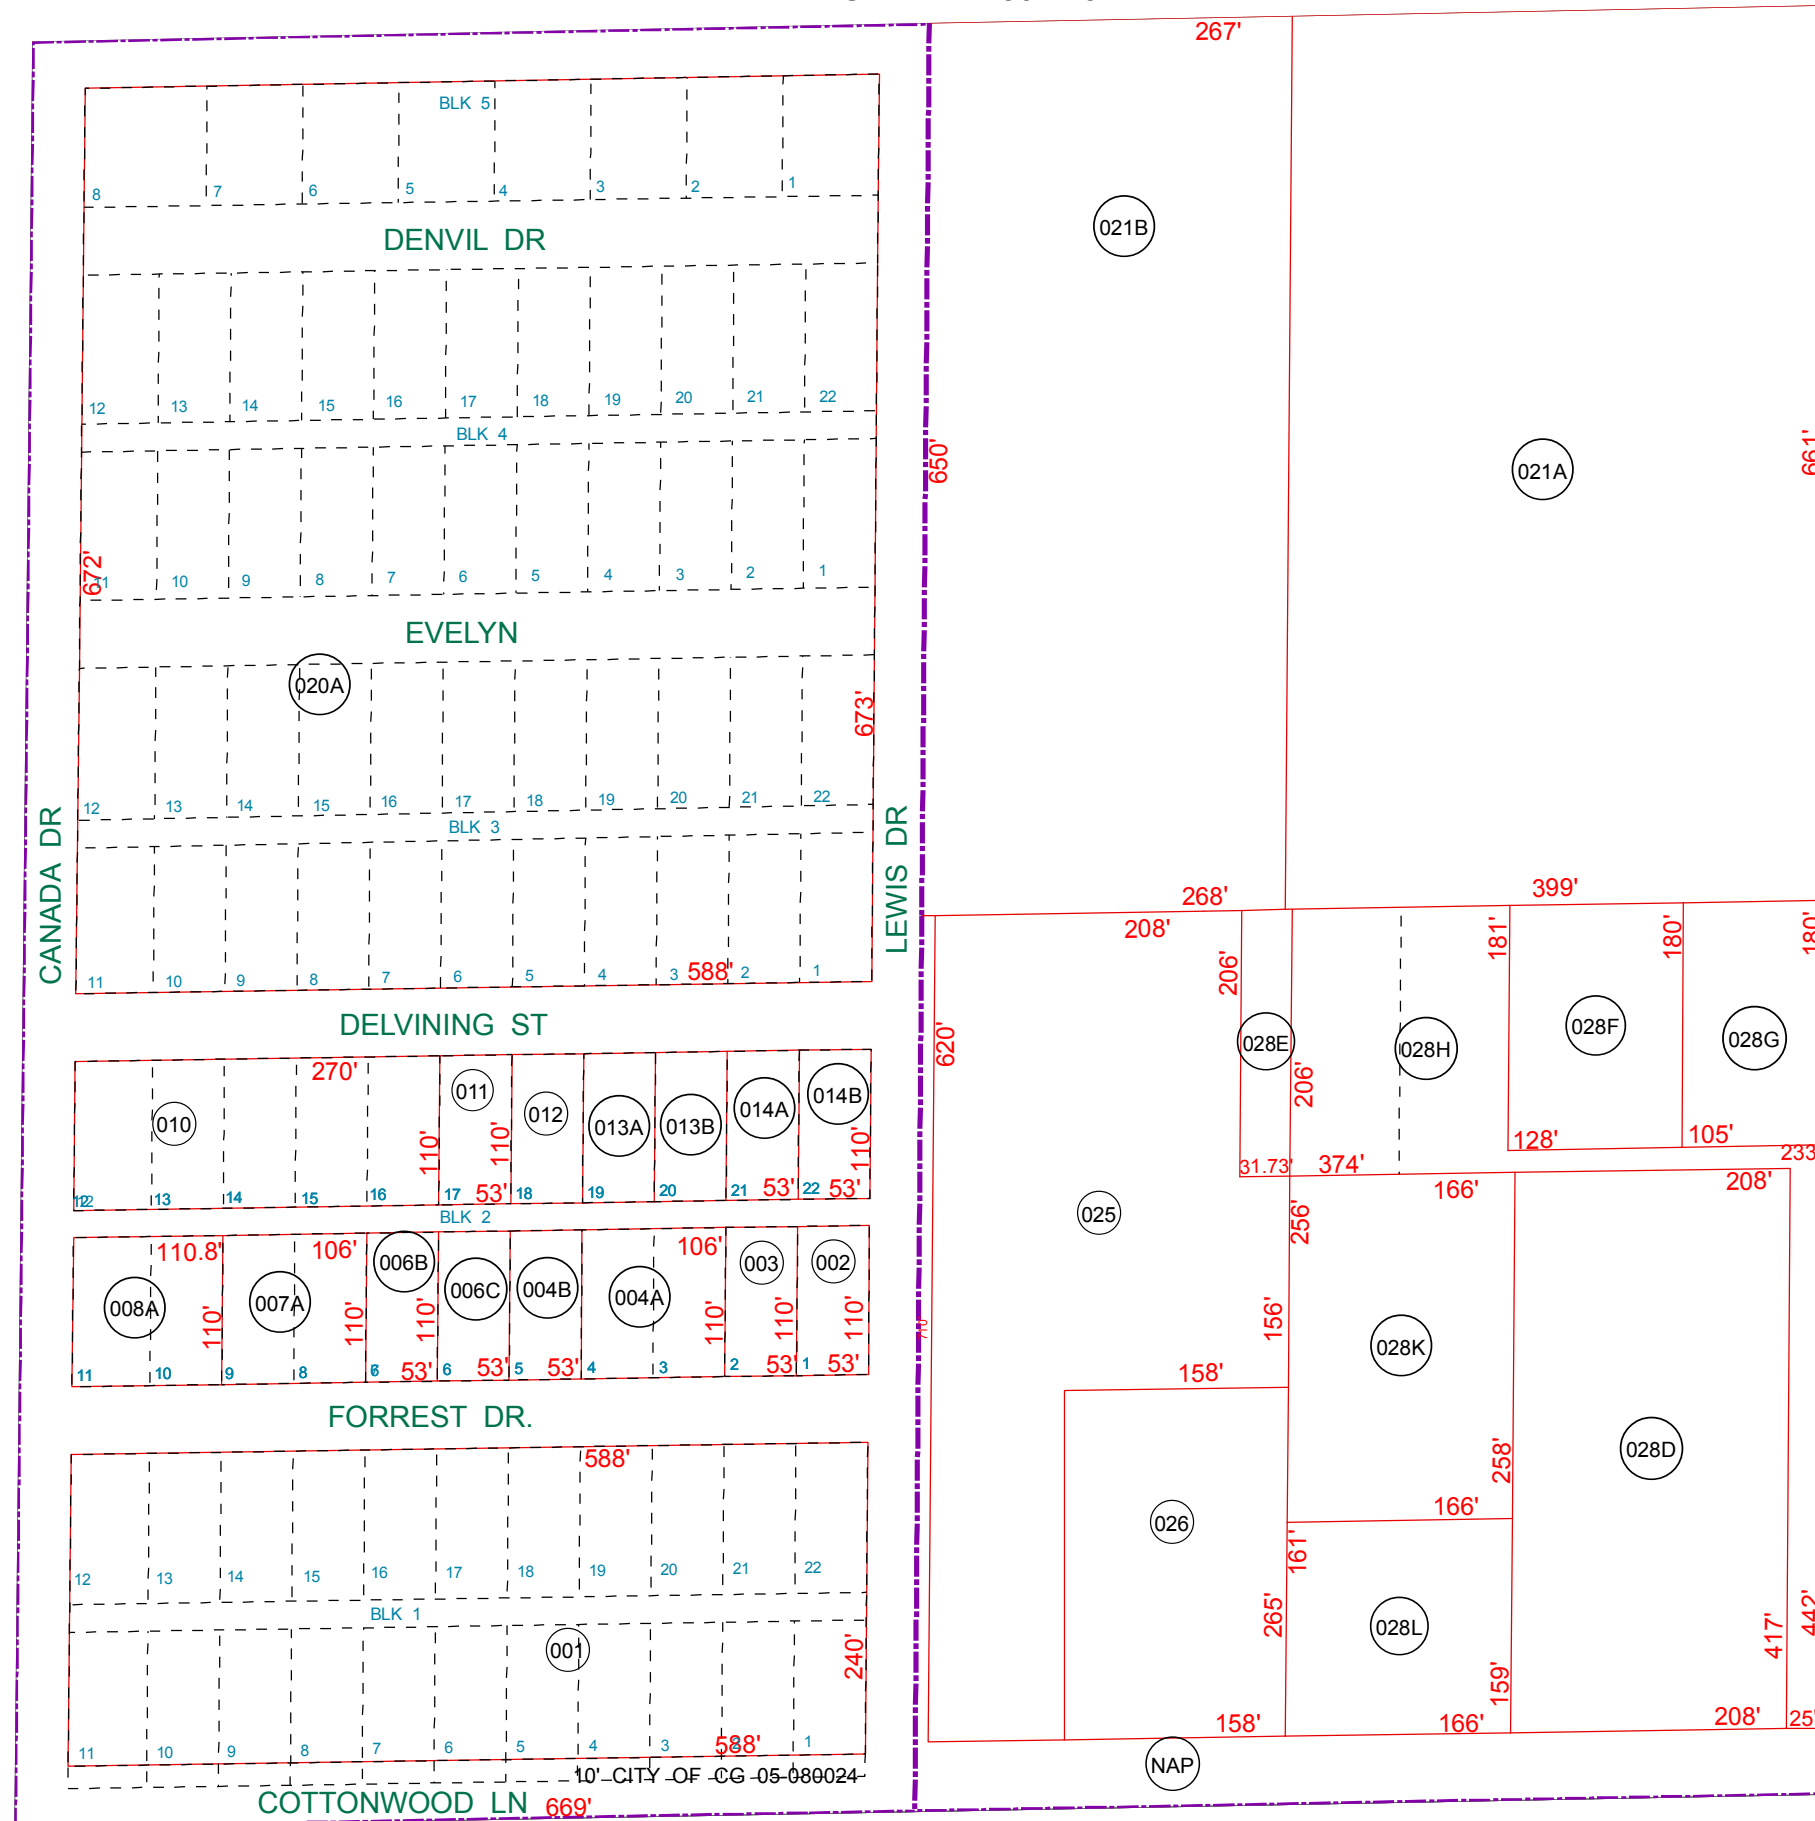 267'
BLK 5
8 7 6 5 4 3 2 1
DENVIL DR
021B
12 13 14 15 16 17 18 19 20 21 22
BLK 4
650'
021A
661'
672'
11 10 9 8 7 6 5 4 3 2 1
EVELYN
020A
673'
12 13 14 15 16 17 18 19 20 21 22
BLK 3
CANADA DR
LEWIS DR
268'
399'
208'
11 10 9 8 7 6 5 4 3 2 1
588'
206'
181'
180'
180'
DELVINING ST
620'
028E
028H
028F
028G
270'
010
011
012
013A
013B
014A
014B
110'
110'
110'
206'
128'
105'
233
31.73'
374'
166'
208'
12 12 13 14 15 16 17 18 19 20 21 22
53'
53'
53'
BLK 2
025
256'
110.8'
106'
106'
008A
007A
006B
006C
004B
004A
003
002
110'
110'
110'
110'
110'
110'
156'
028K
158'
11 10 9 8 6 6 5 4 3 2 1
53'
53'
53'
53'
53'
FORREST DR.
588'
258'
028D
166'
026
161'
12 13 14 15 16 17 18 19 20 21 22
BLK 1
001
240'
265'
028L
159'
417'
442'
11 10 9 8 7 6 5 4 3 2 1
588'
158'
166'
208'
25'
NAP
10' CITY OF CG 05-080024
COTTONWOOD LN
669'